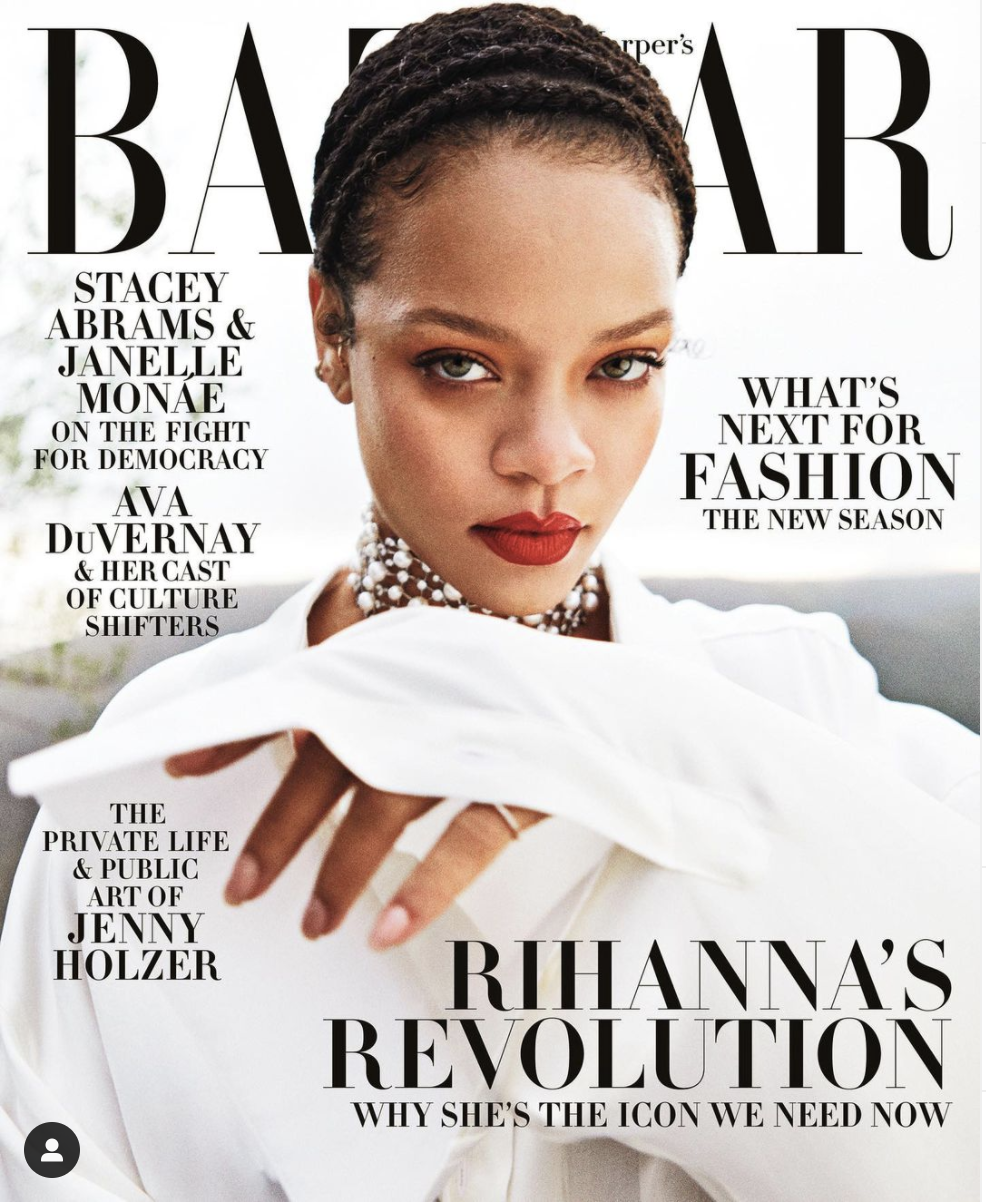 BAZAAR
rper's
STACEY
ABRAMS &
JANELLE
MONÁE
ON THE FIGHT
FOR DEMOCRACY
AVA
DuVERNAY
& HER CAST
OF CULTURE
SHIFTERS
WHAT'S
NEXT FOR
FASHION
THE NEW SEASON
THE
PRIVATE LIFE
& PUBLIC
ART OF
JENNY
HOLZER
RIHANNA'S
REVOLUTION
WHY SHE'S THE ICON WE NEED NOW